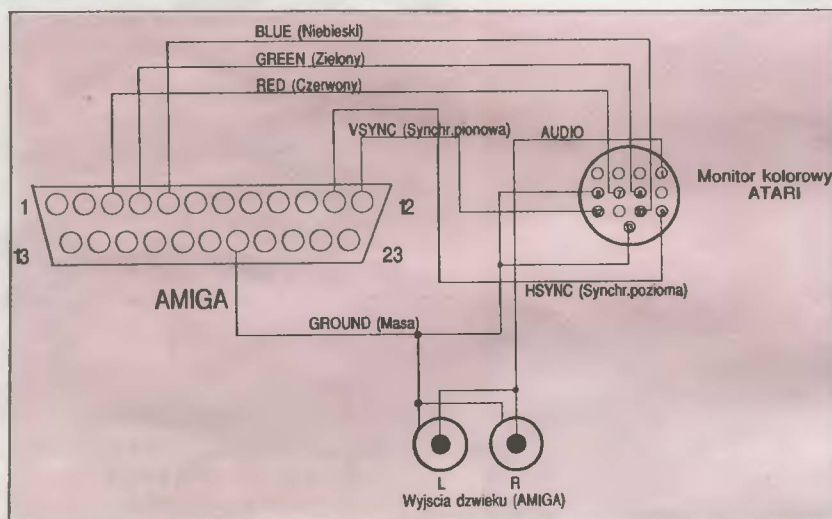 BLUE (Niebieski)
GREEN (Zielony)
RED (Czerwony)
VSYNC (Synchr.pionowa)
AUDIO
Monitor kolorowy
ATARI
1
12
13
23
AMIGA
HSYNC (Synchr.pozioma)
GROUND (Masa)
L
R
Wyjscia dzwieku (AMIGA)